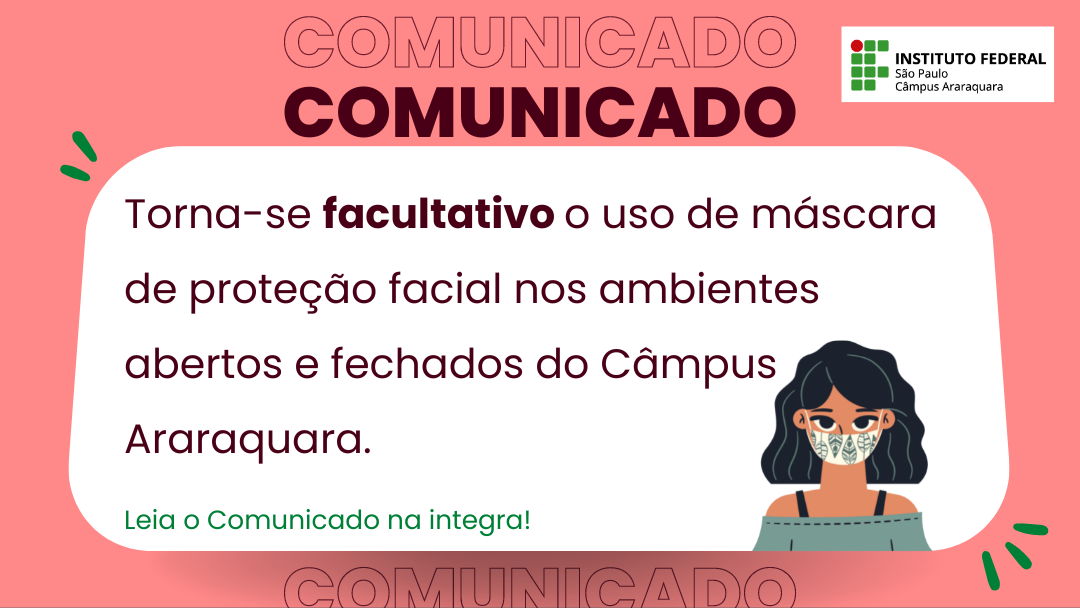 COMUNICADO
COMUNICADO
INSTITUTO FEDERAL
São Paulo
Câmpus Araraquara
Torna-se facultativo o uso de máscara
de proteção facial nos ambientes
abertos e fechados do Câmpus
Araraquara.
Leia o Comunicado na integra!
COMUNICADO